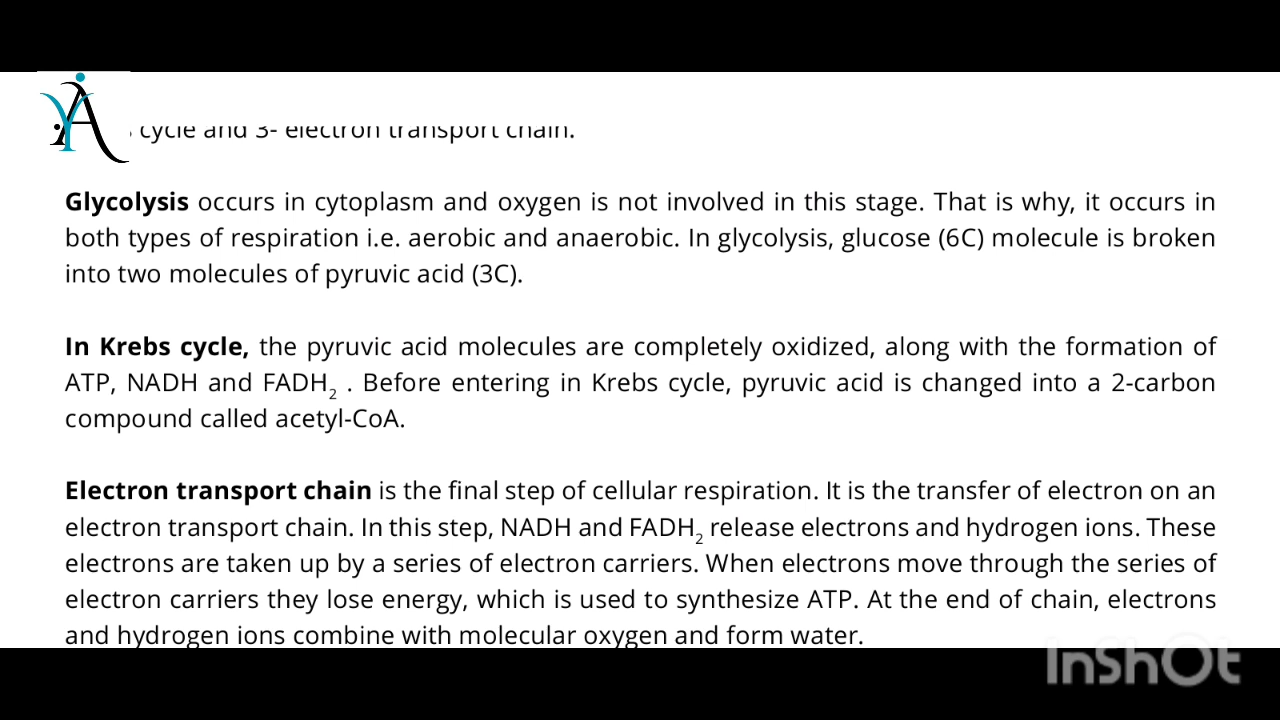 cycle and 3- electron transport chain.
Glycolysis occurs in cytoplasm and oxygen is not involved in this stage. That is why, it occurs in
both types of respiration i.e. aerobic and anaerobic. In glycolysis, glucose (6C) molecule is broken
into two molecules of pyruvic acid (3C).
In Krebs cycle, the pyruvic acid molecules are completely oxidized, along with the formation of
ATP, NADH and FADH₂ . Before entering in Krebs cycle, pyruvic acid is changed into a 2-carbon
compound called acetyl-CoA.
Electron transport chain is the final step of cellular respiration. It is the transfer of electron on an
electron transport chain. In this step, NADH and FADH₂ release electrons and hydrogen ions. These
electrons are taken up by a series of electron carriers. When electrons move through the series of
electron carriers they lose energy, which is used to synthesize ATP. At the end of chain, electrons
and hydrogen ions combine with molecular oxygen and form water.
InShOt